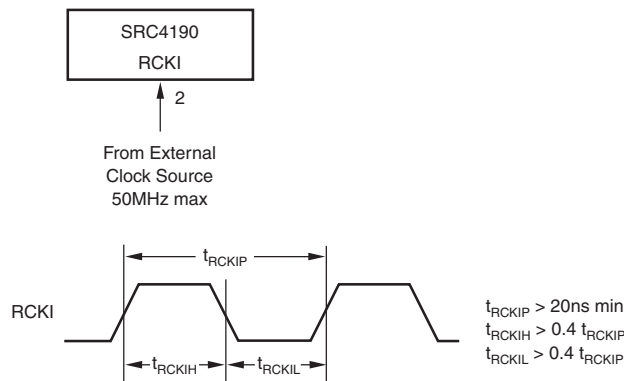 SRC4190
RCKI
2
From External
Clock Source
50MHz max
tRCKIP
RCKI
tRCKIH
tRCKIL
tRCKIP > 20ns min
tRCKIH > 0.4 tRCKIP
tRCKIL > 0.4 tRCKIP